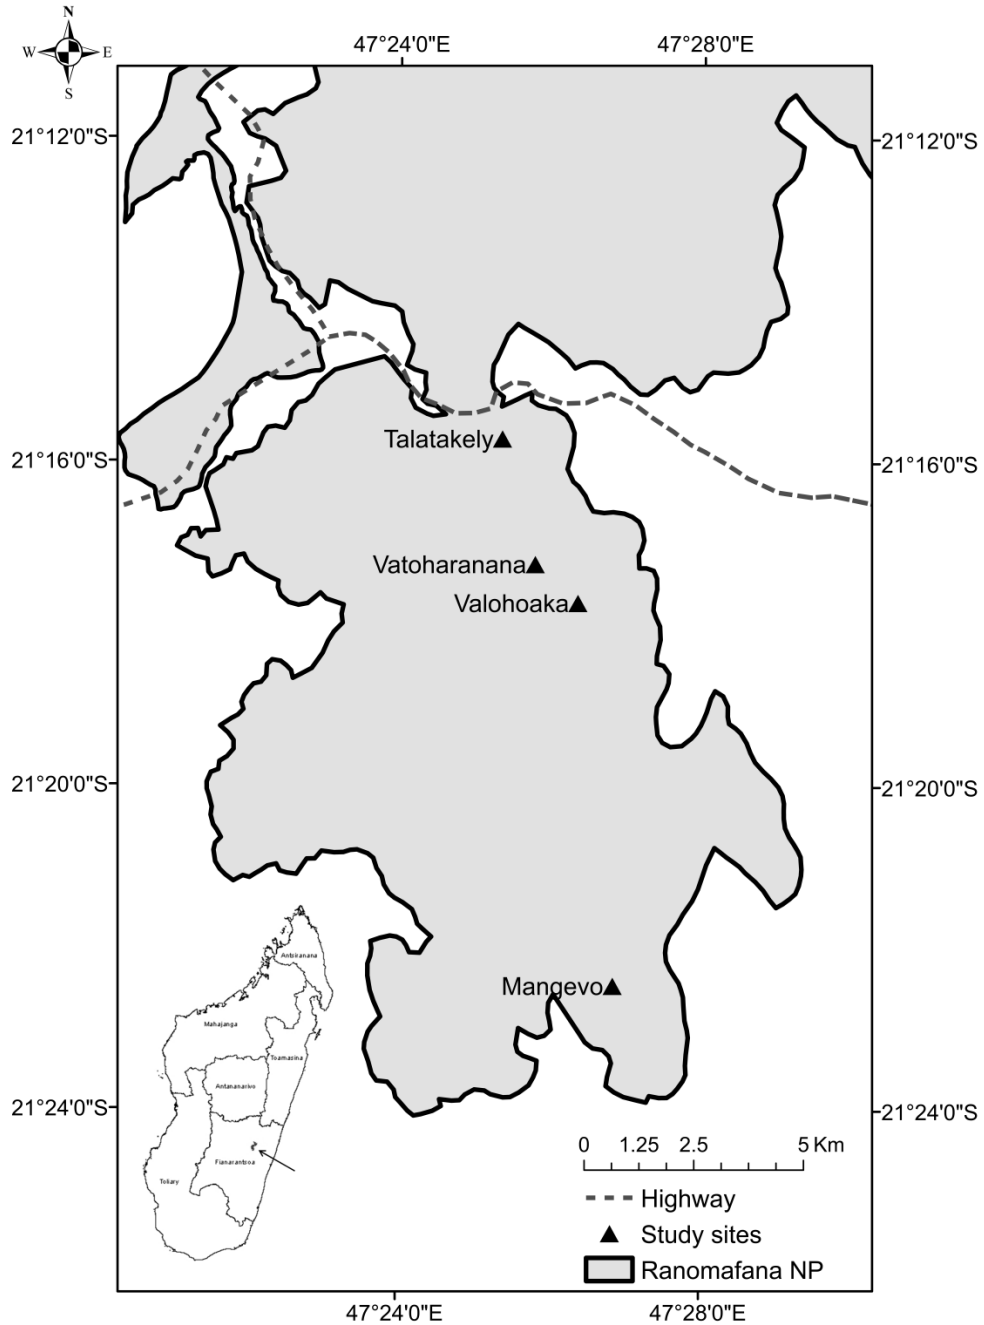 N
W E
S
47°24'0"E 47°28'0"E
21°12'0"S 21°12'0"S
Talatakely
21°16'0"S 21°16'0"S
Vatoharanana
Valohoaka
21°20'0"S 21°20'0"S
Antsiranana
Mangevo
Mahajanga
Toamasina
Antananarivo
21°24'0"S 21°24'0"S
0 1.25 2.5 5 Km
Fianarantsoa
Toliary
Highway
Study sites
Ranomafana NP
47°24'0"E 47°28'0"E